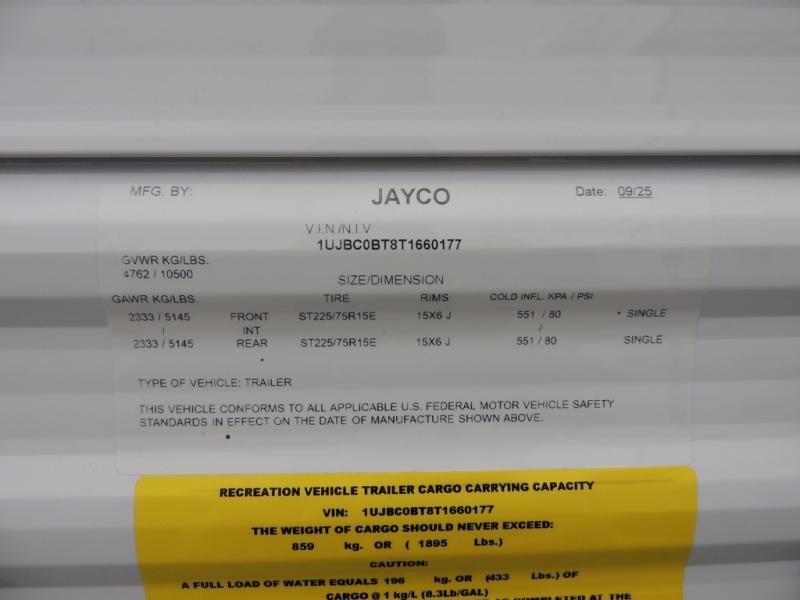 MFG. BY: JAYCO Date: 09/25
V.I.N./N.I.V
1UJBC0BT8T1660177
GVWR KG/LBS.
4762 / 10500
SIZE/DIMENSION
GAWR KG/LBS. TIRE RIMS COLD INFL. KPA / PSI
2333 / 5145 FRONT ST225/75R15E 15X6 J 551 / 80 SINGLE
/ INT /
2333 / 5145 REAR ST225/75R15E 15X6 J 551 / 80 SINGLE
TYPE OF VEHICLE: TRAILER
THIS VEHICLE CONFORMS TO ALL APPLICABLE U.S. FEDERAL MOTOR VEHICLE SAFETY
STANDARDS IN EFFECT ON THE DATE OF MANUFACTURE SHOWN ABOVE.
RECREATION VEHICLE TRAILER CARGO CARRYING CAPACITY
VIN: 1UJBC0BT8T1660177
THE WEIGHT OF CARGO SHOULD NEVER EXCEED:
859 kg. OR ( 1895 Lbs.)
CAUTION:
A FULL LOAD OF WATER EQUALS 196 kg. OR (433 Lbs.) OF
CARGO @ 1 kg/L (8.3Lb/GAL)
COMPLETED AT THE